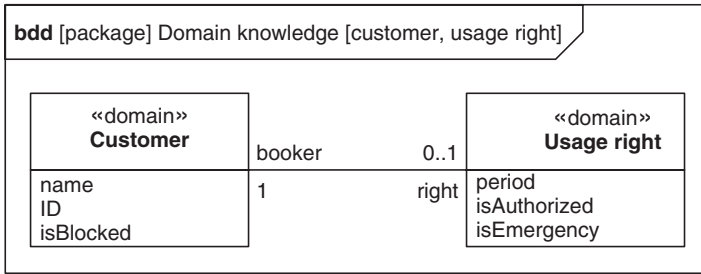 bdd [package] Domain knowledge [customer, usage right]
«domain»
Customer
name
ID
isBlocked
booker
1
0..1
right
«domain»
Usage right
period
isAuthorized
isEmergency